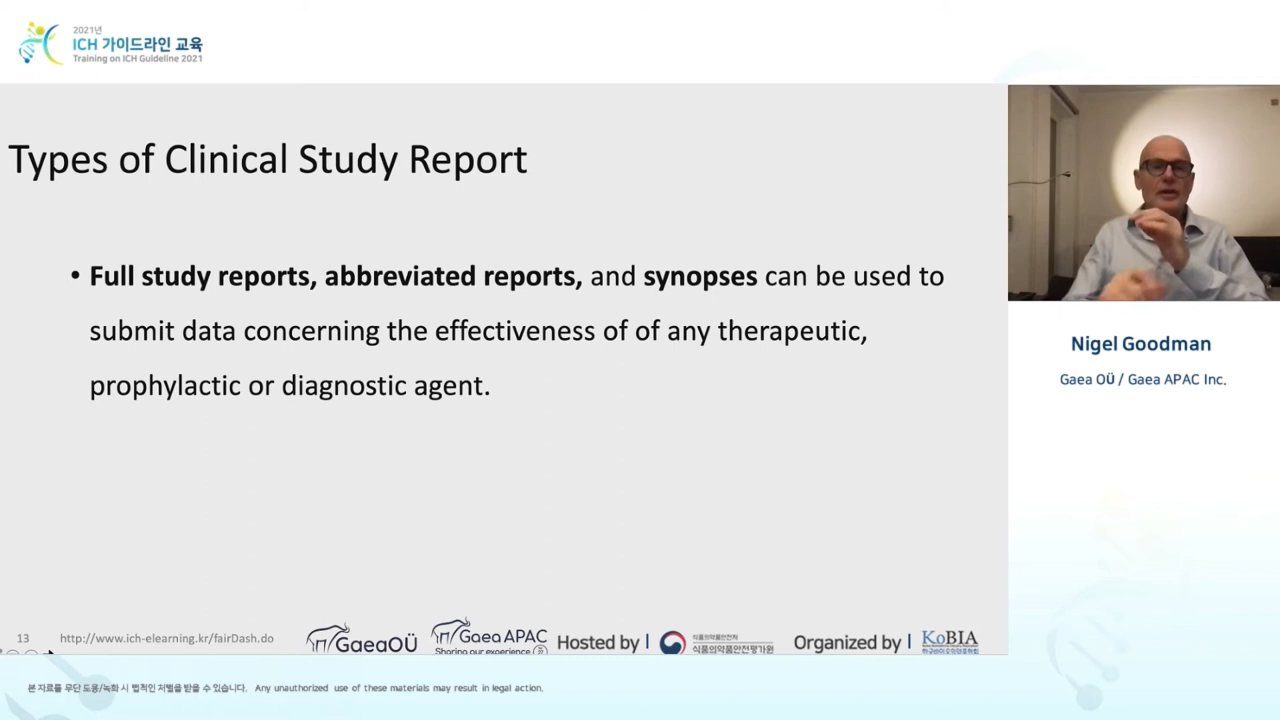 2021년
ICH 가이드라인 교육
Training on ICH Guideline 2021
Types of Clinical Study Report
• Full study reports, abbreviated reports, and synopses can be used to
submit data concerning the effectiveness of of any therapeutic,
prophylactic or diagnostic agent.
Nigel Goodman
Gaea OÜ / Gaea APAC Inc.
13
http://www.ich-elearning.kr/fairDash.do
GaeaOÜ
Gaea APAC
Sharing our experience
Hosted by |
식품의약품안전처
식품의약품안전평가원
Organized by |
KoBIA
한국바이오의약품협회
본 자료를 무단 도용/녹화 시 법적인 처벌을 받을 수 있습니다. Any unauthorized use of these materials may result in legal action.